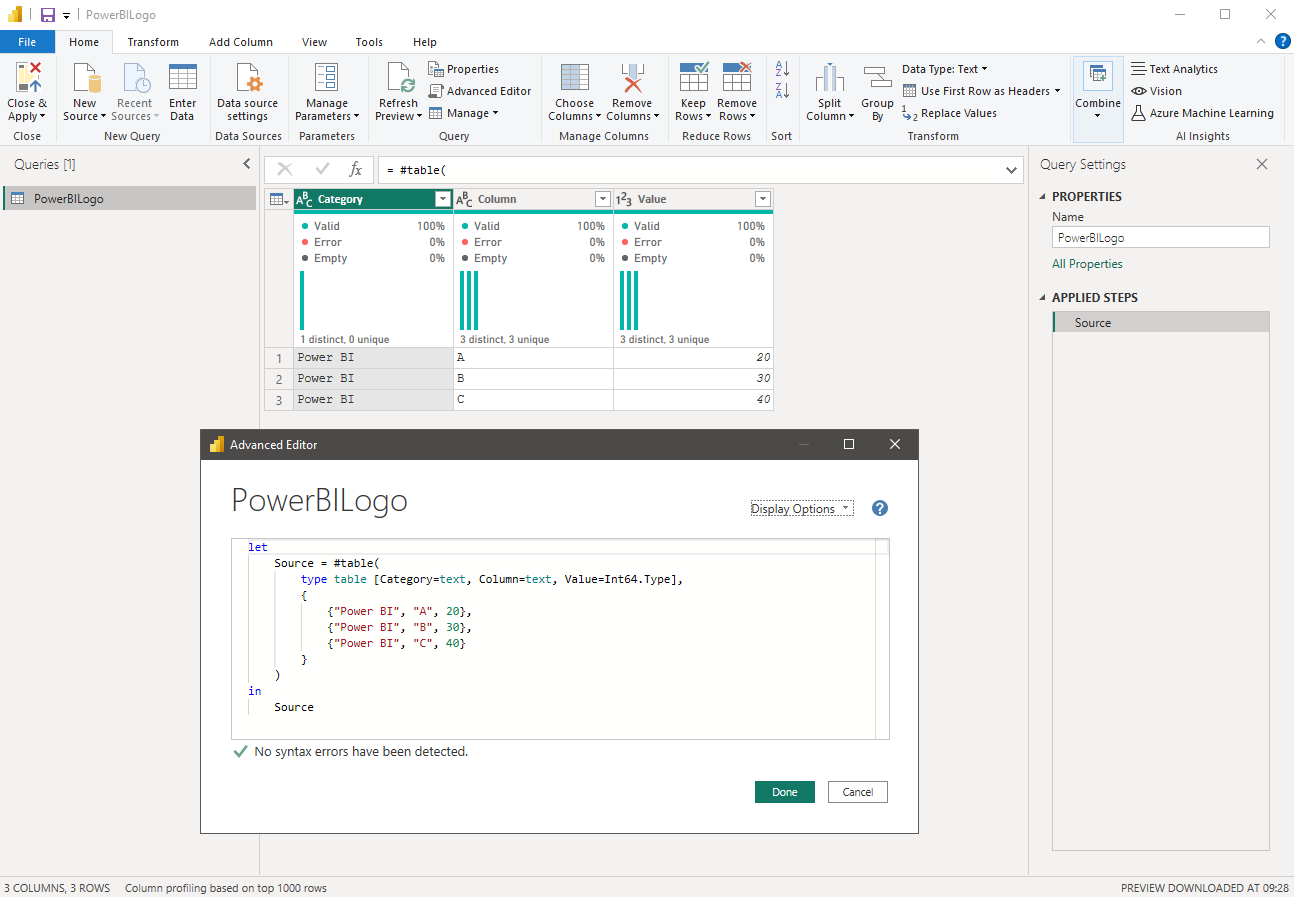 PowerBILogo
File Home Transform Add Column View Tools Help
Close & Apply
Close
New Source
Recent Sources
Enter Data
New Query
Data source settings
Data Sources
Manage Parameters
Parameters
Refresh Preview
Properties
Advanced Editor
Manage
Query
Choose Columns
Remove Columns
Manage Columns
Keep Rows
Remove Rows
Reduce Rows
Sort
Split Column
Group By
Data Type: Text
Use First Row as Headers
Replace Values
Transform
Combine
Text Analytics
Vision
Azure Machine Learning
AI Insights
Queries [1]
PowerBILogo
fx = #table(
ABC Category ABC Column 123 Value
Valid 100% Valid 100% Valid 100%
Error 0% Error 0% Error 0%
Empty 0% Empty 0% Empty 0%
1 distinct, 0 unique 3 distinct, 3 unique 3 distinct, 3 unique
1 Power BI A 20
2 Power BI B 30
3 Power BI C 40
Query Settings
PROPERTIES
Name
PowerBILogo
All Properties
APPLIED STEPS
Source
Advanced Editor
PowerBILogo
Display Options
?
let
Source = #table(
type table [Category=text, Column=text, Value=Int64.Type],
{
{"Power BI", "A", 20},
{"Power BI", "B", 30},
{"Power BI", "C", 40}
}
)
in
Source
No syntax errors have been detected.
Done Cancel
3 COLUMNS, 3 ROWS Column profiling based on top 1000 rows PREVIEW DOWNLOADED AT 09:28